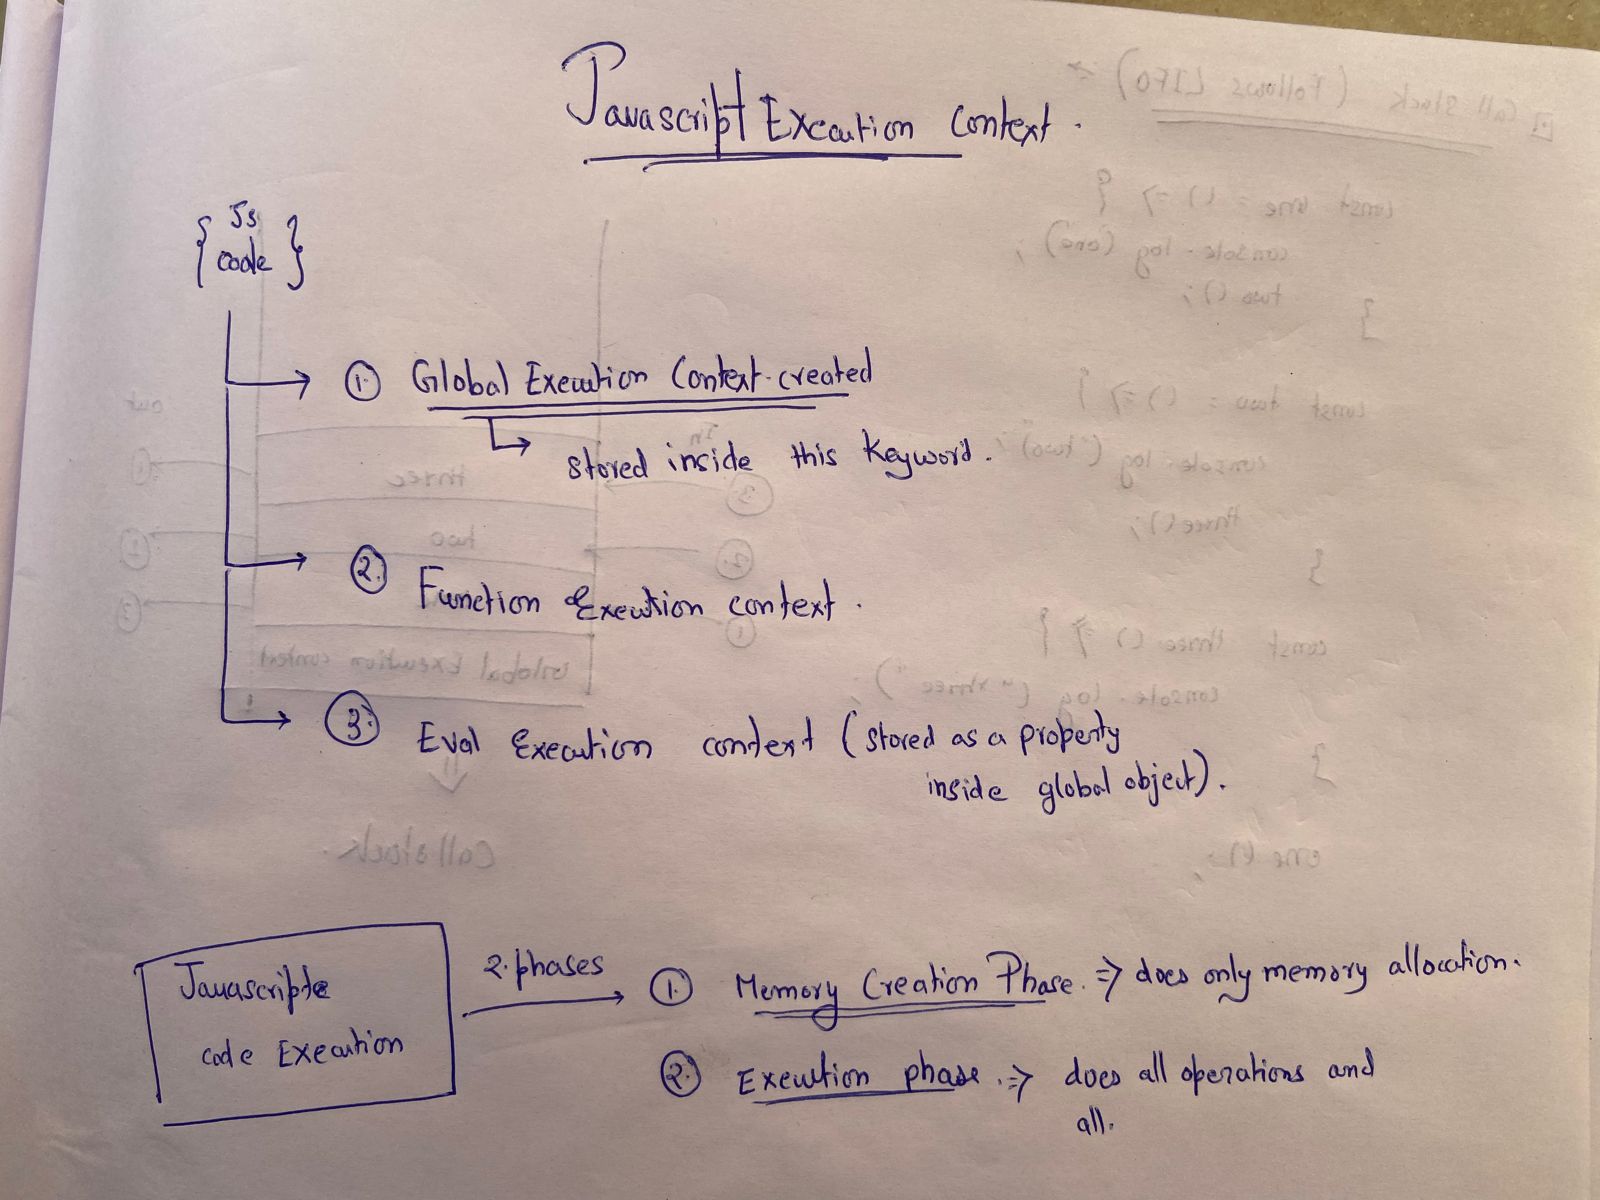 Javascript Execution Context.
{ Js
code }
1. Global Execution Context created
stored inside this keyword.
2. Function Execution context.
3. Eval Execution context (stored as a property
inside global object).
Javascripte
code Execution
2 phases
1. Memory Creation Phase. => does only memory allocation.
2. Execution phase. => does all operations and
all.